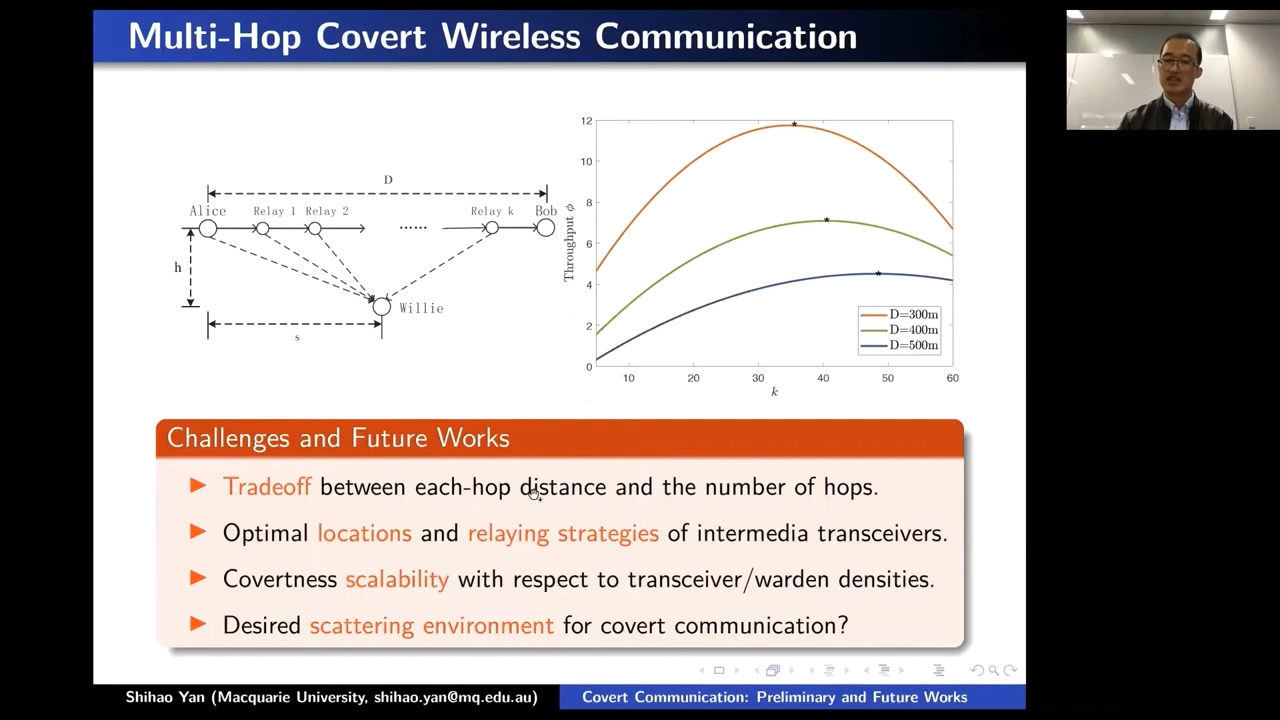 Multi-Hop Covert Wireless Communication
D
Alice Relay 1 Relay 2 ...... Relay k Bob
h
Willie
s
12
10
8
6
4
2
0
Throughput ϕ
10 20 30 40 50 60
k
D=300m
D=400m
D=500m
Challenges and Future Works
Tradeoff between each-hop distance and the number of hops.
Optimal locations and relaying strategies of intermedia transceivers.
Covertness scalability with respect to transceiver/warden densities.
Desired scattering environment for covert communication?
Shihao Yan (Macquarie University, shihao.yan@mq.edu.au)
Covert Communication: Preliminary and Future Works